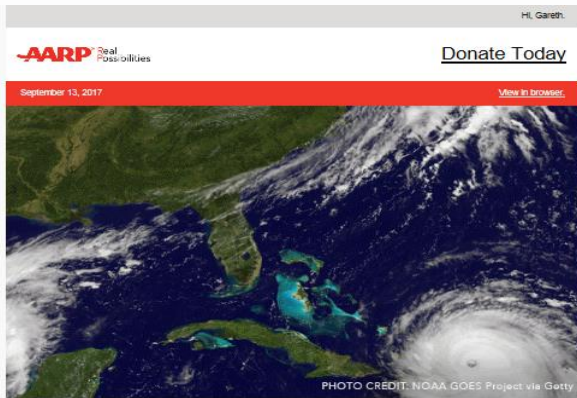 Hi, Gareth.
AARP Real Possibilities
Donate Today
September 13, 2017
View in browser.
PHOTO CREDIT: NOAA GOES Project via Getty